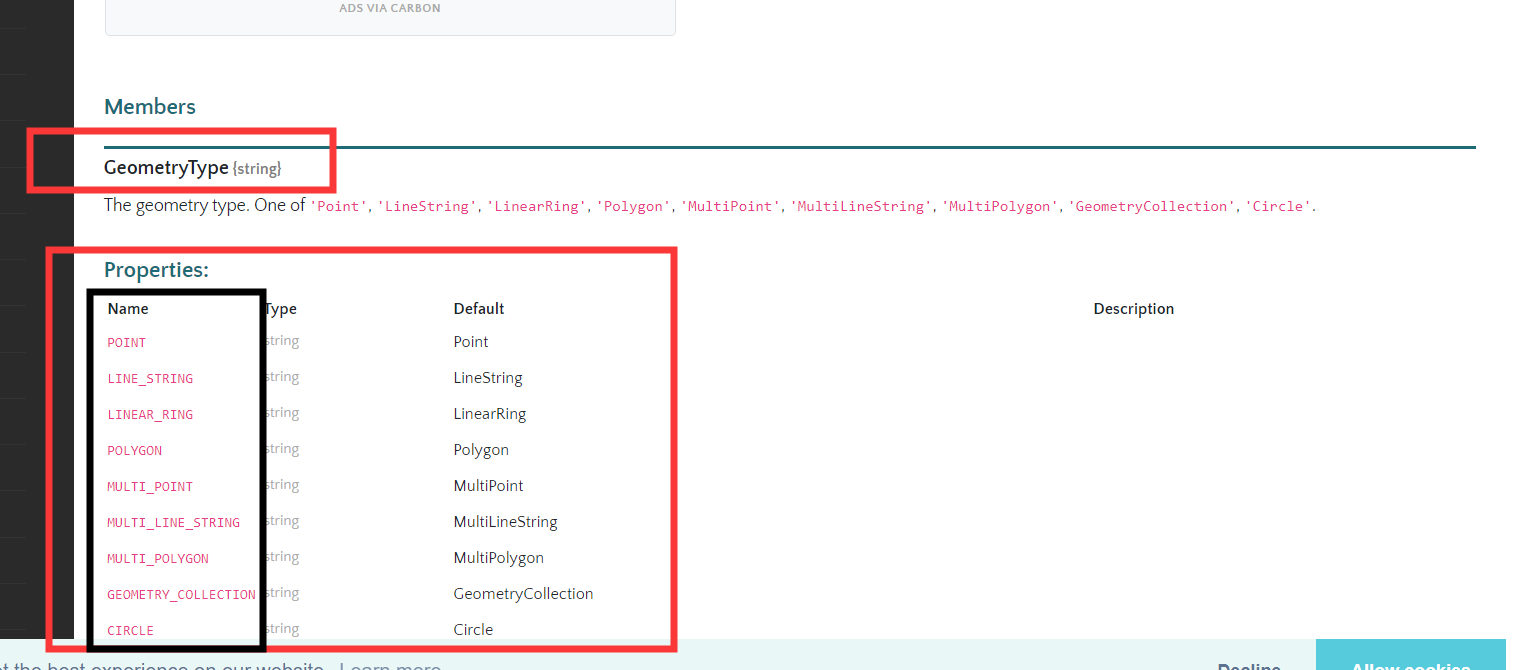 ADS VIA CARBON
Members
GeometryType {string}
The geometry type. One of 'Point', 'LineString', 'LinearRing', 'Polygon', 'MultiPoint', 'MultiLineString', 'MultiPolygon', 'GeometryCollection', 'Circle'.
Properties:
Name Type Default Description
POINT string Point
LINE_STRING string LineString
LINEAR_RING string LinearRing
POLYGON string Polygon
MULTI_POINT string MultiPoint
MULTI_LINE_STRING string MultiLineString
MULTI_POLYGON string MultiPolygon
GEOMETRY_COLLECTION string GeometryCollection
CIRCLE string Circle
the best experience on our website. Learn more Decline Allow cookies